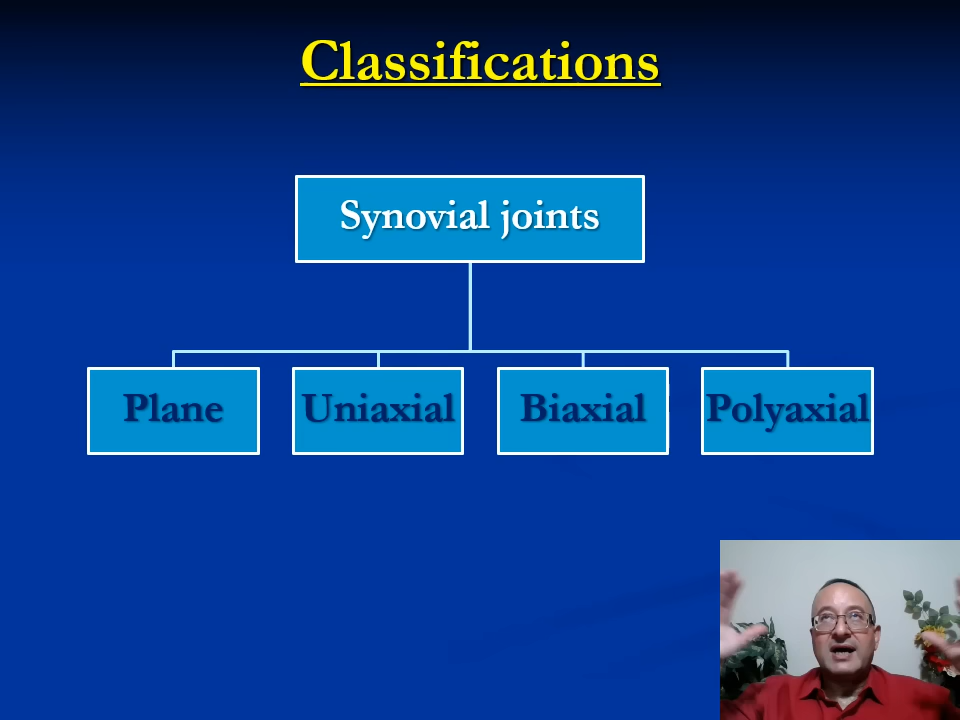 Classifications
Synovial joints
Plane
Uniaxial
Biaxial
Polyaxial